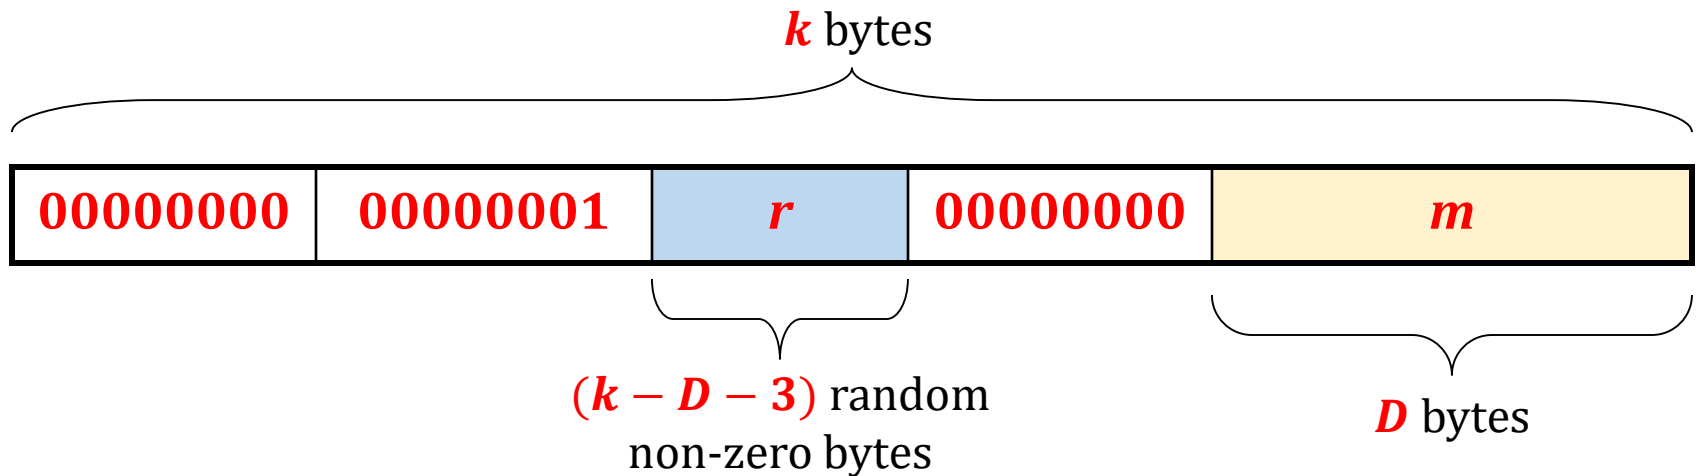 k bytes
00000000 00000001 r 00000000 m
(k − D − 3) random
non-zero bytes
D bytes